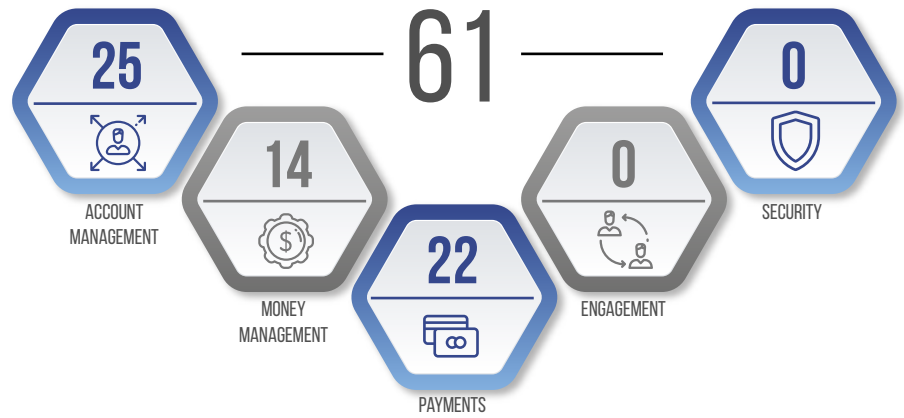 61
25
ACCOUNT
MANAGEMENT
14
$
MONEY
MANAGEMENT
22
PAYMENTS
0
ENGAGEMENT
0
SECURITY